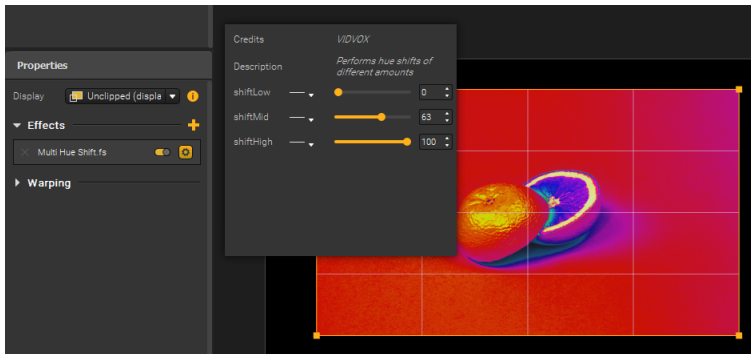 Properties
Display
Unclipped (displa
Effects
Multi Hue Shift.fs
Warping
Credits
VIDVOX
Description
Performs hue shifts of
different amounts
shiftLow
0
shiftMid
63
shiftHigh
100